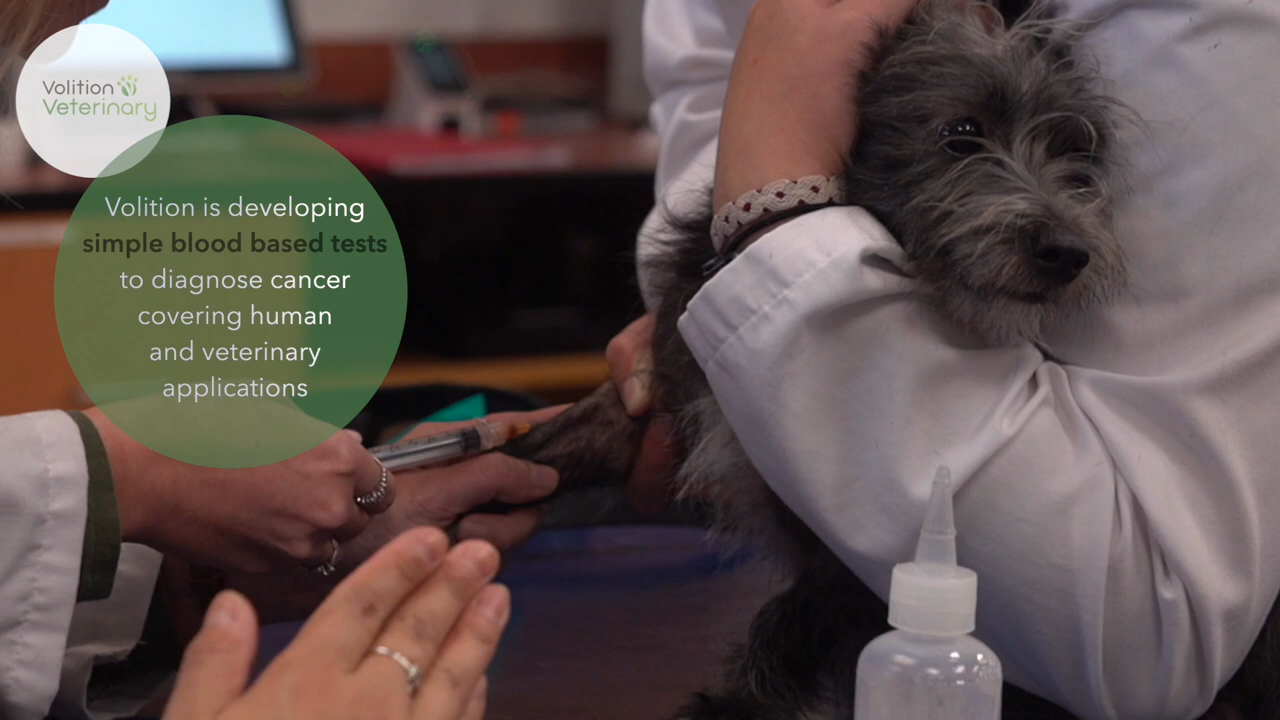 Volition
Veterinary
Volition is developing
simple blood based tests
to diagnose cancer
covering human
and veterinary
applications